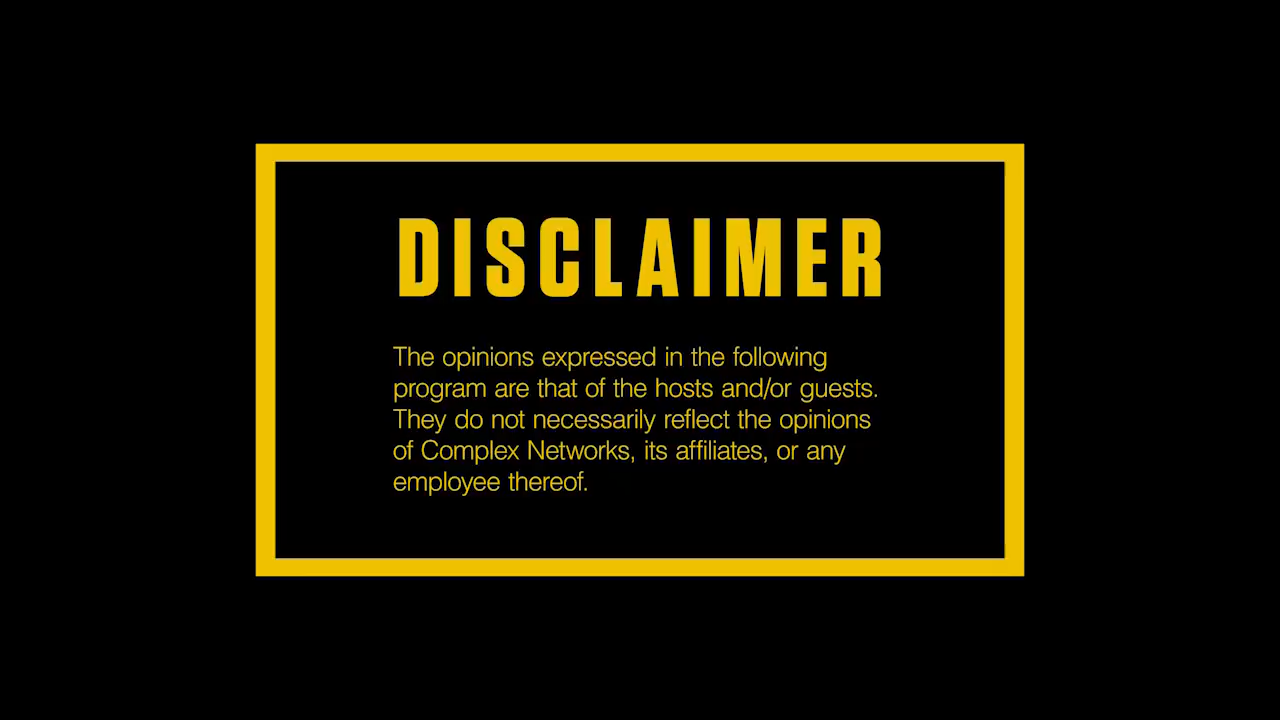 DISCLAIMER
The opinions expressed in the following
program are that of the hosts and/or guests.
They do not necessarily reflect the opinions
of Complex Networks, its affiliates, or any
employee thereof.